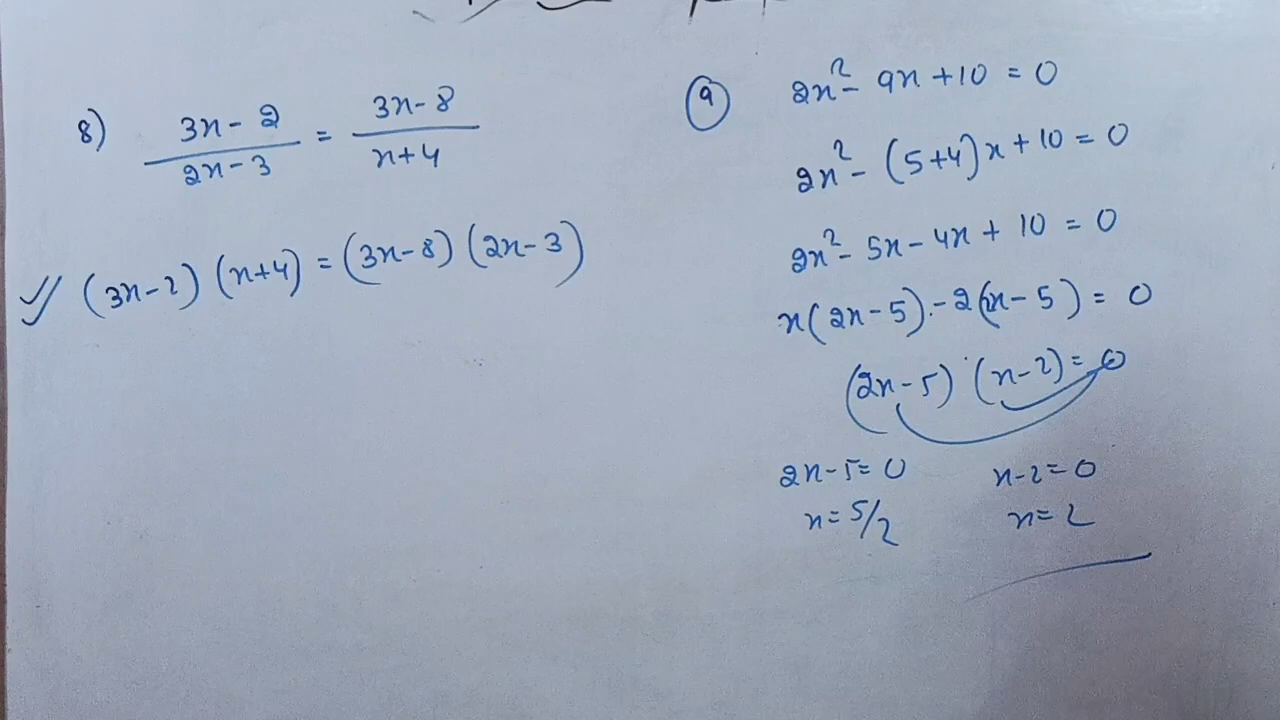 8) (3x - 2)/(2x - 3) = (3x - 8)/(x + 4)
(3x - 2) (x + 4) = (3x - 8) (2x - 3)
9 2x² - 9x + 10 = 0
2x² - (5+4)x + 10 = 0
2x² - 5x - 4x + 10 = 0
x(2x - 5) - 2(2x - 5) = 0
(2x - 5) (x - 2) = 0
2x - 5 = 0 x - 2 = 0
x = 5/2 x = 2